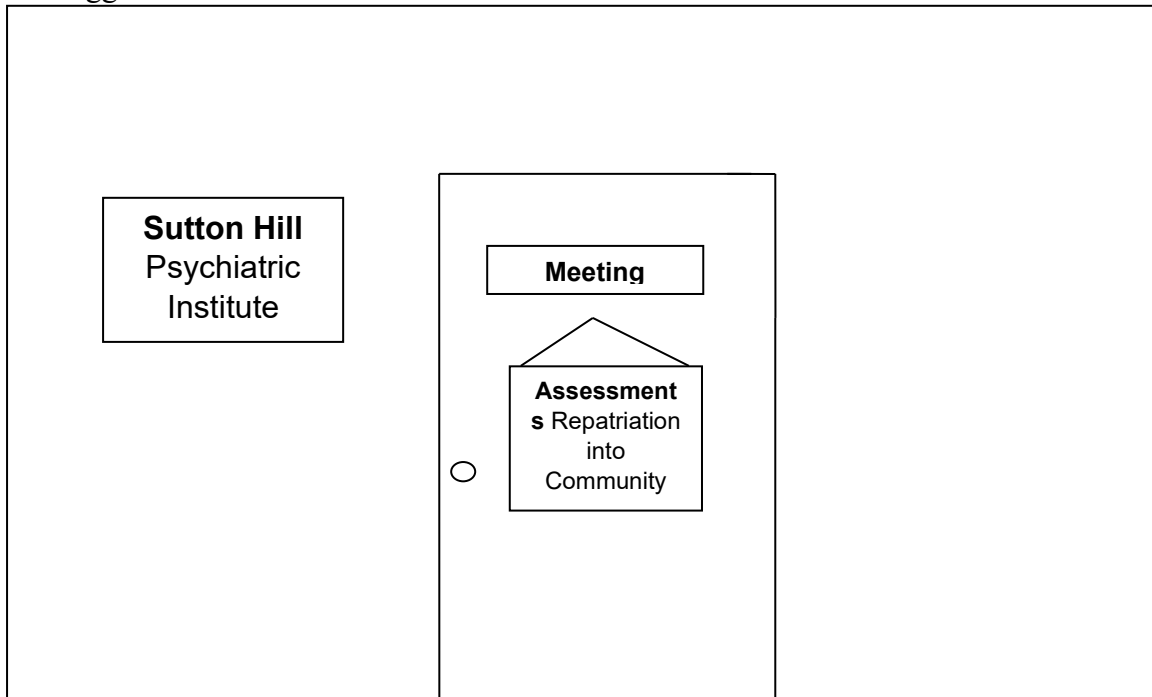 Sutton Hill
Psychiatric
Institute
Meeting
Assessment
s Repatriation
into
Community